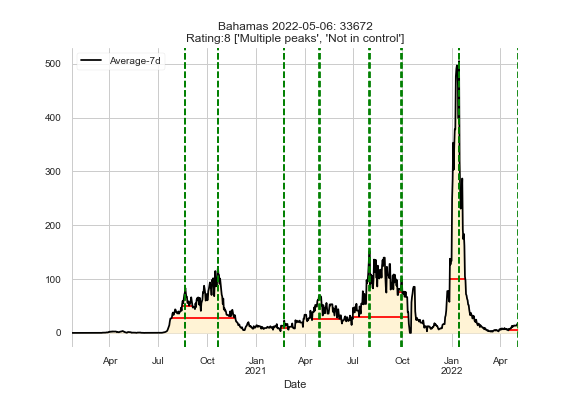 Bahamas 2022-05-06: 33672
Rating:8 ['Multiple peaks', 'Not in control']
Average-7d
500
400
300
200
100
0
Apr
Jul
Oct
Jan
2021
Apr
Jul
Oct
Jan
2022
Apr
Date